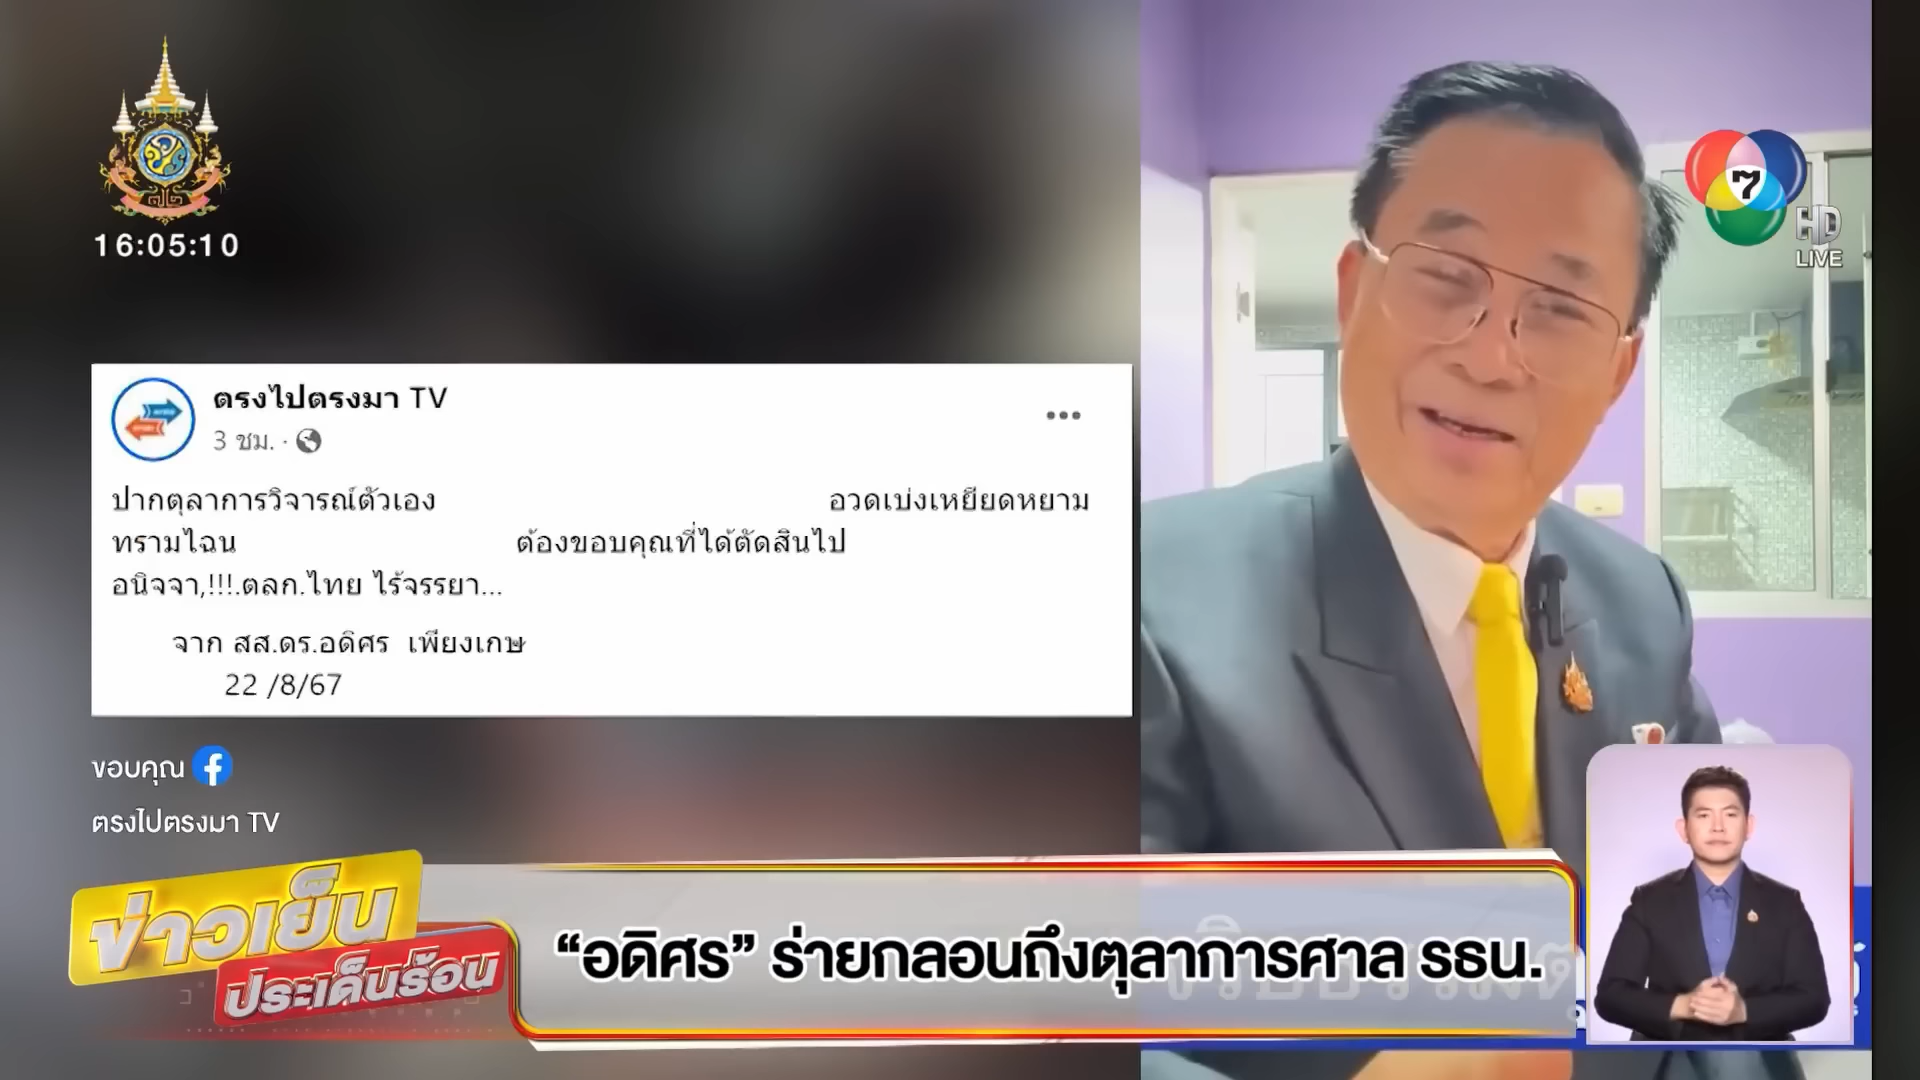 16:05:10
7
HD
LIVE
ตรงไปตรงมา TV
3 ชม. ·
ปากตุลาการวิจารณ์ตัวเอง อวดเบ่งเหยียดหยาม
ทรามไฉน ต้องขอบคุณที่ได้ตัดสินไป
อนิจจา,!!!.ตลก.ไทย ไร้จรรยา...
จาก สส.ดร.อดิศร เพียงเกษ
22 /8/67
ขอบคุณ
ตรงไปตรงมา TV
ข่าวเย็น
ประเด็นร้อน
“อดิศร” ร่ายกลอนถึงตุลาการศาล รธน.